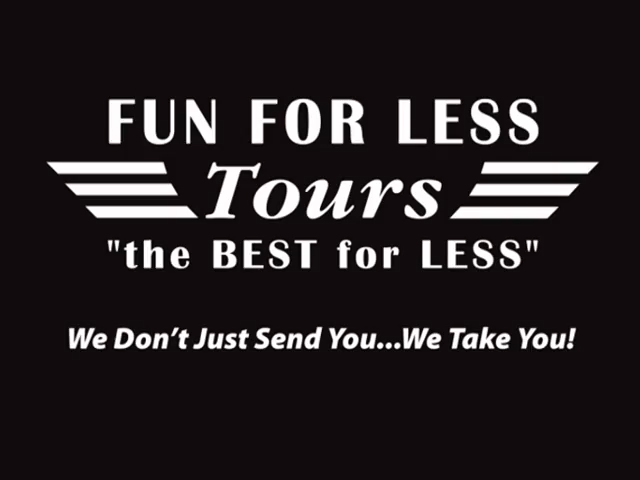 FUN FOR LESS
Tours
"the BEST for LESS"
We Don't Just Send You...We Take You!